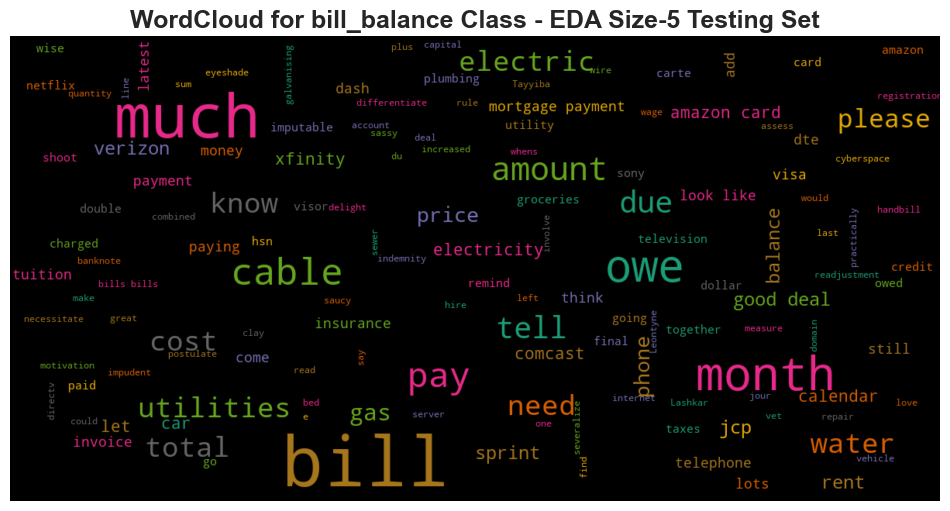 WordCloud for bill_balance Class - EDA Size-5 Testing Set
wise
netflix
quantity
line
latest
sum
eyeshade
galvanising
plus
capital
electric
wire
carte
add
card
amazon
dash
plumbing
Tayyiba
differentiate
rule
mortgage payment
wage
amazon card
registration
please
much
verizon
money
imputable
account
sassy
deal
utility
assess
dte
shoot
xfinity
du
increased
whens
cyberspace
payment
amount
sony
visa
double
combined
know
visor
delight
price
groceries
due
look like
would
handbill
charged
banknote
paying
hsn
sewer
indemnity
electricity
involve
television
balance
last
practically
tuition
bills bills
cable
remind
owe
dollar
readjustment
credit
make
saucy
hire
left
think
good deal
owed
necessitate
great
insurance
tell
going
Leontyne
together
measure
domain
cost
clay
postulate
come
say
comcast
final
phone
still
motivation
impudent
read
pay
month
directv
paid
bed
need
internet
Lashkar
jour
calendar
love
could
let
utilities
car
e
gas
server
one
severalize
taxes
vet
repair
jcp
invoice
total
go
bill
sprint
find
telephone
water
vehicle
lots
rent